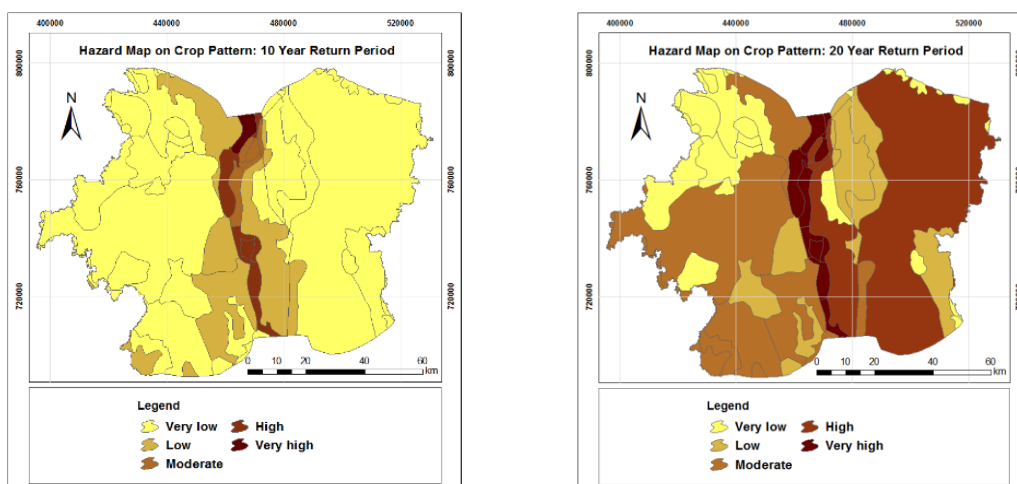 400000 440000 480000 520000
Hazard Map on Crop Pattern: 10 Year Return Period
800000
N
760000
720000
0 5 10 20 40 60
km
Legend
Very low
Low
Moderate
High
Very high
400000 440000 480000 520000
Hazard Map on Crop Pattern: 20 Year Return Period
800000
800000
N
760000
760000
720000
720000
0 5 10 20 40 60
km
Legend
Very low
Low
Moderate
High
Very high